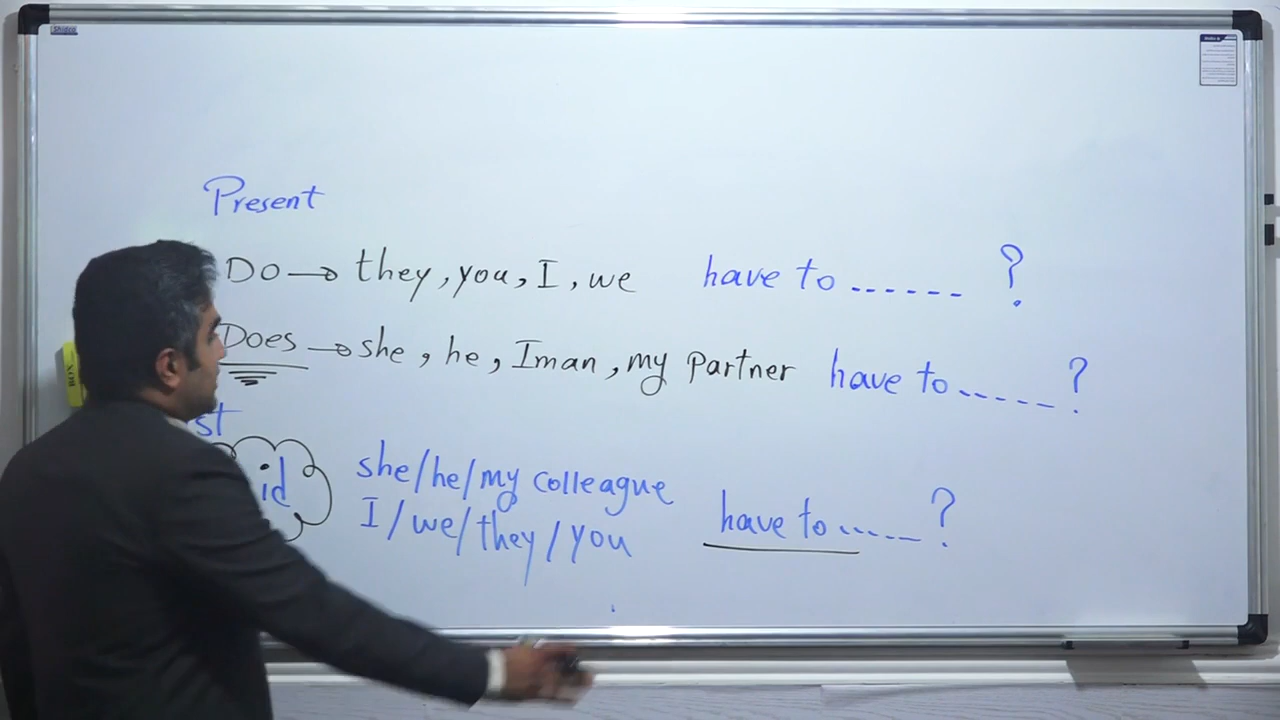 Present
Do → they, you, I, we have to ...... ?
Does → she, he, Iman, my partner have to ..... ?
st
id she/he/my colleague
I/we/they/you have to ...... ?